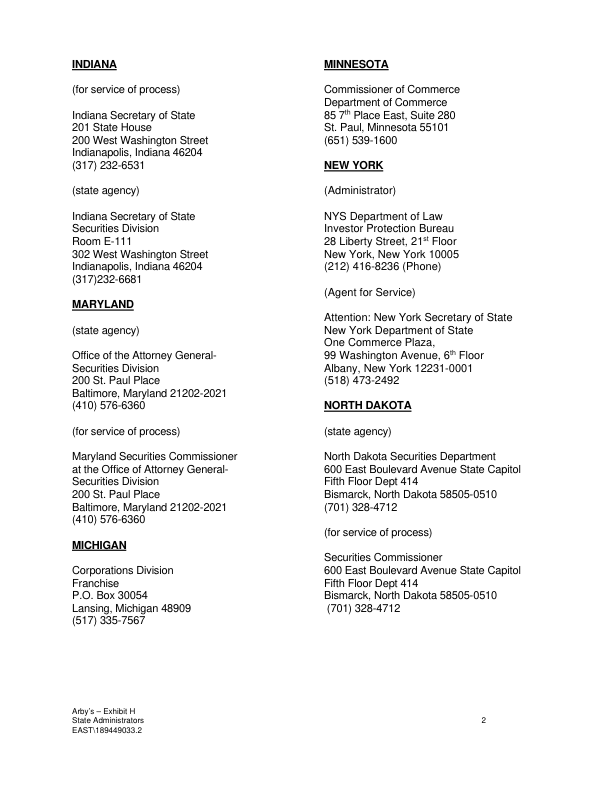 INDIANA
(for service of process)
Indiana Secretary of State
201 State House
200 West Washington Street
Indianapolis, Indiana 46204
(317) 232-6531
(state agency)
Indiana Secretary of State
Securities Division
Room E-111
302 West Washington Street
Indianapolis, Indiana 46204
(317)232-6681
MARYLAND
(state agency)
Office of the Attorney General-
Securities Division
200 St. Paul Place
Baltimore, Maryland 21202-2021
(410) 576-6360
(for service of process)
Maryland Securities Commissioner
at the Office of Attorney General-
Securities Division
200 St. Paul Place
Baltimore, Maryland 21202-2021
(410) 576-6360
MICHIGAN
Corporations Division
Franchise
P.O. Box 30054
Lansing, Michigan 48909
(517) 335-7567
MINNESOTA
Commissioner of Commerce
Department of Commerce
85 7th Place East, Suite 280
St. Paul, Minnesota 55101
(651) 539-1600
NEW YORK
(Administrator)
NYS Department of Law
Investor Protection Bureau
28 Liberty Street, 21st Floor
New York, New York 10005
(212) 416-8236 (Phone)
(Agent for Service)
Attention: New York Secretary of State
New York Department of State
One Commerce Plaza,
99 Washington Avenue, 6th Floor
Albany, New York 12231-0001
(518) 473-2492
NORTH DAKOTA
(state agency)
North Dakota Securities Department
600 East Boulevard Avenue State Capitol
Fifth Floor Dept 414
Bismarck, North Dakota 58505-0510
(701) 328-4712
(for service of process)
Securities Commissioner
600 East Boulevard Avenue State Capitol
Fifth Floor Dept 414
Bismarck, North Dakota 58505-0510
(701) 328-4712
Arby's – Exhibit H
State Administrators
EAST\189449033.2
2